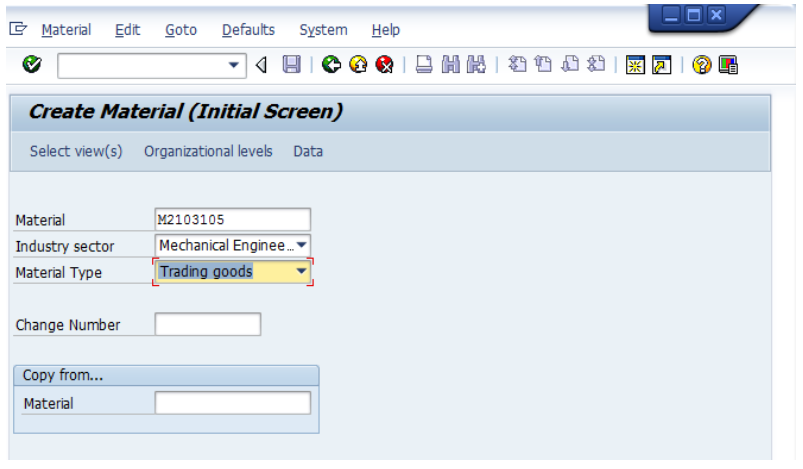 Material Edit Goto Defaults System Help
Create Material (Initial Screen)
Select view(s) Organizational levels Data
Material M2103105
Industry sector Mechanical Enginee...
Material Type Trading goods
Change Number
Copy from...
Material